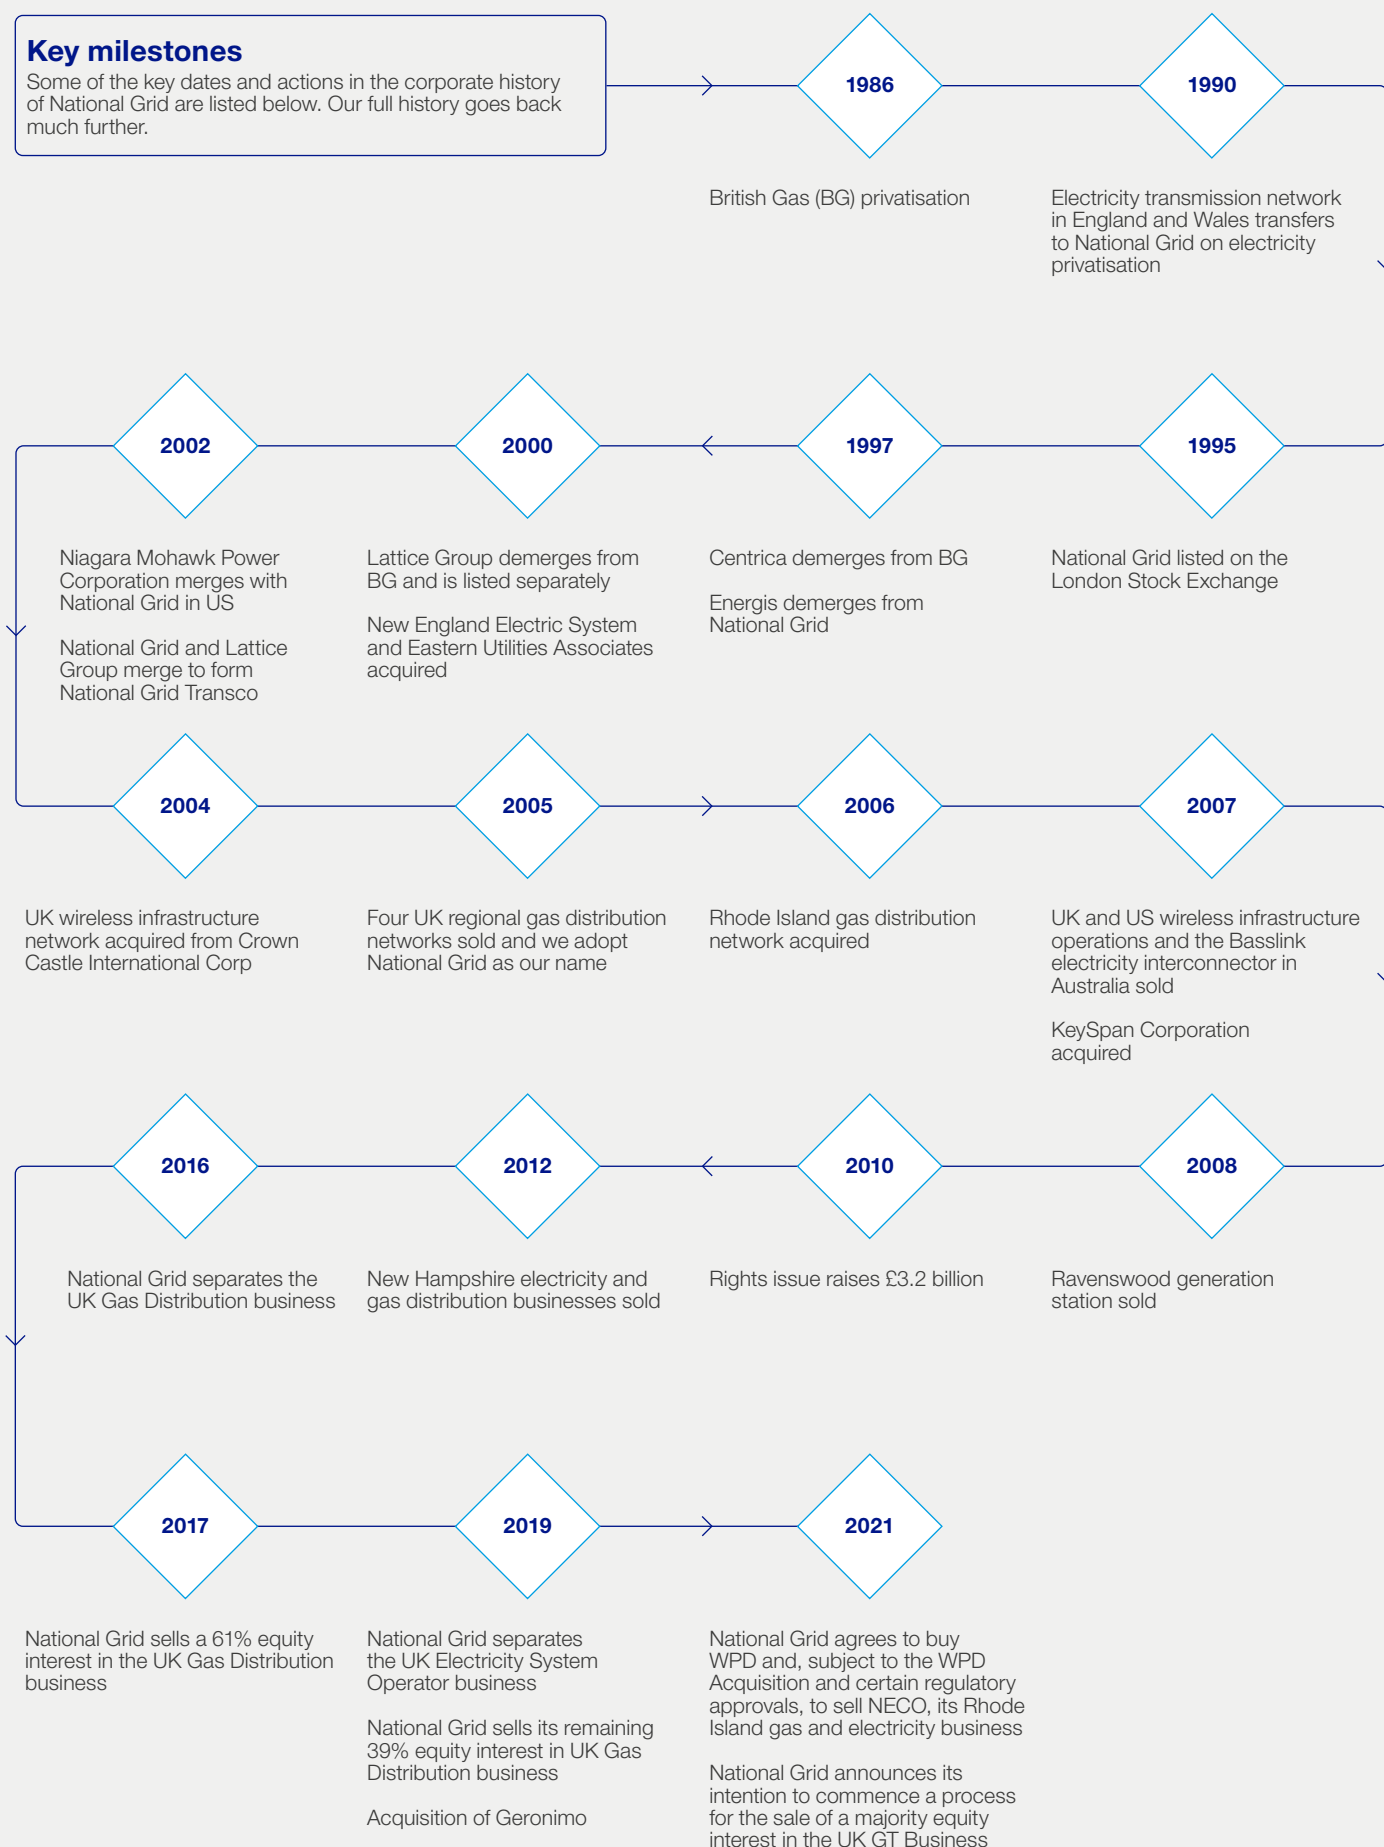 Key milestones
Some of the key dates and actions in the corporate history
of National Grid are listed below. Our full history goes back
much further.
1986
British Gas (BG) privatisation
1990
Electricity transmission network
in England and Wales transfers
to National Grid on electricity
privatisation
1995
National Grid listed on the
London Stock Exchange
1997
Centrica demerges from BG
Energis demerges from
National Grid
2000
Lattice Group demerges from
BG and is listed separately
New England Electric System
and Eastern Utilities Associates
acquired
2002
Niagara Mohawk Power
Corporation merges with
National Grid in US
National Grid and Lattice
Group merge to form
National Grid Transco
2004
UK wireless infrastructure
network acquired from Crown
Castle International Corp
2005
Four UK regional gas distribution
networks sold and we adopt
National Grid as our name
2006
Rhode Island gas distribution
network acquired
2007
UK and US wireless infrastructure
operations and the Basslink
electricity interconnector in
Australia sold
KeySpan Corporation
acquired
2008
Ravenswood generation
station sold
2010
Rights issue raises £3.2 billion
2012
New Hampshire electricity and
gas distribution businesses sold
2016
National Grid separates the
UK Gas Distribution business
2017
National Grid sells a 61% equity
interest in the UK Gas Distribution
business
2019
National Grid separates
the UK Electricity System
Operator business
National Grid sells its remaining
39% equity interest in UK Gas
Distribution business
Acquisition of Geronimo
2021
National Grid agrees to buy
WPD and, subject to the WPD
Acquisition and certain regulatory
approvals, to sell NECO, its Rhode
Island gas and electricity business
National Grid announces its
intention to commence a process
for the sale of a majority equity
interest in the UK GT Business